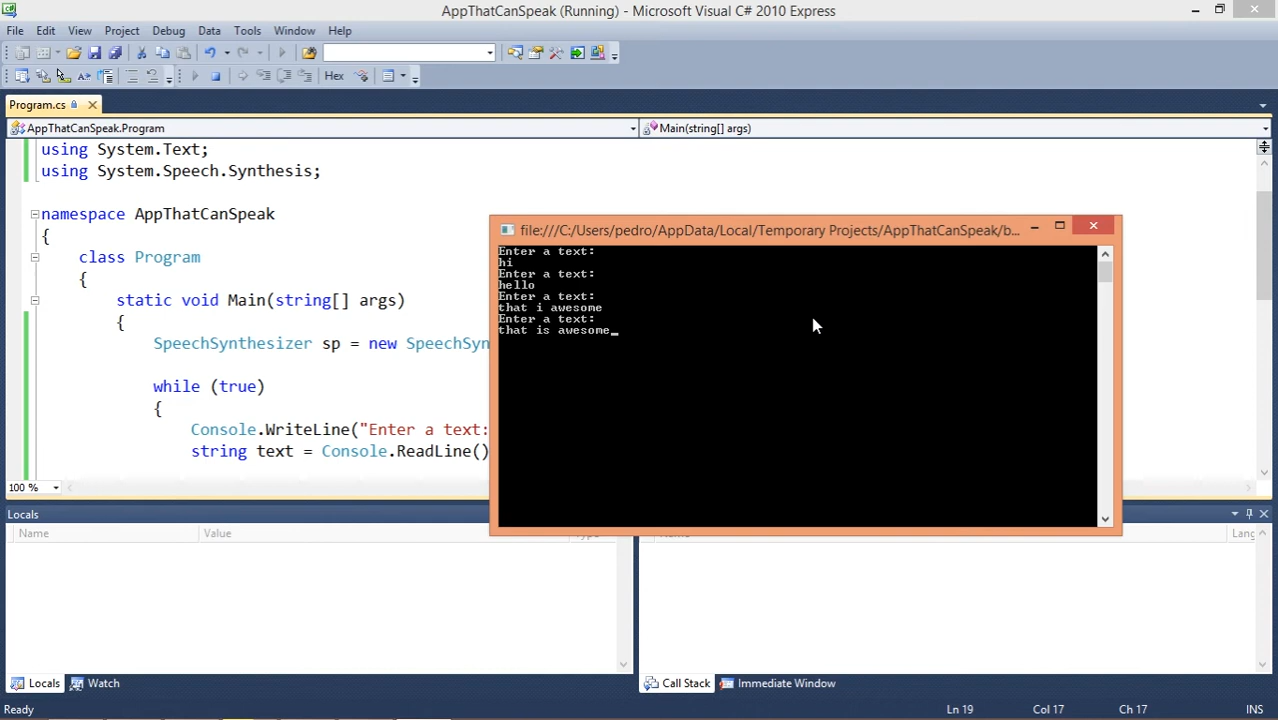 AppThatCanSpeak (Running) - Microsoft Visual C# 2010 Express
File Edit View Project Debug Data Tools Window Help
Hex
Program.cs
AppThatCanSpeak.Program
Main(string[] args)
using System.Text;
using System.Speech.Synthesis;
namespace AppThatCanSpeak
{
class Program
{
static void Main(string[] args)
{
SpeechSynthesizer sp = new SpeechSyn
while (true)
{
Console.WriteLine("Enter a text:
string text = Console.ReadLine()
file:///C:/Users/pedro/AppData/Local/Temporary Projects/AppThatCanSpeak/b...
Enter a text:
hi
Enter a text:
hello
Enter a text:
that i awesome
Enter a text:
that is awesome_
100 %
Locals
Name Value Type
Name Lang
Locals Watch
Call Stack Immediate Window
Ready
Ln 19 Col 17 Ch 17 INS